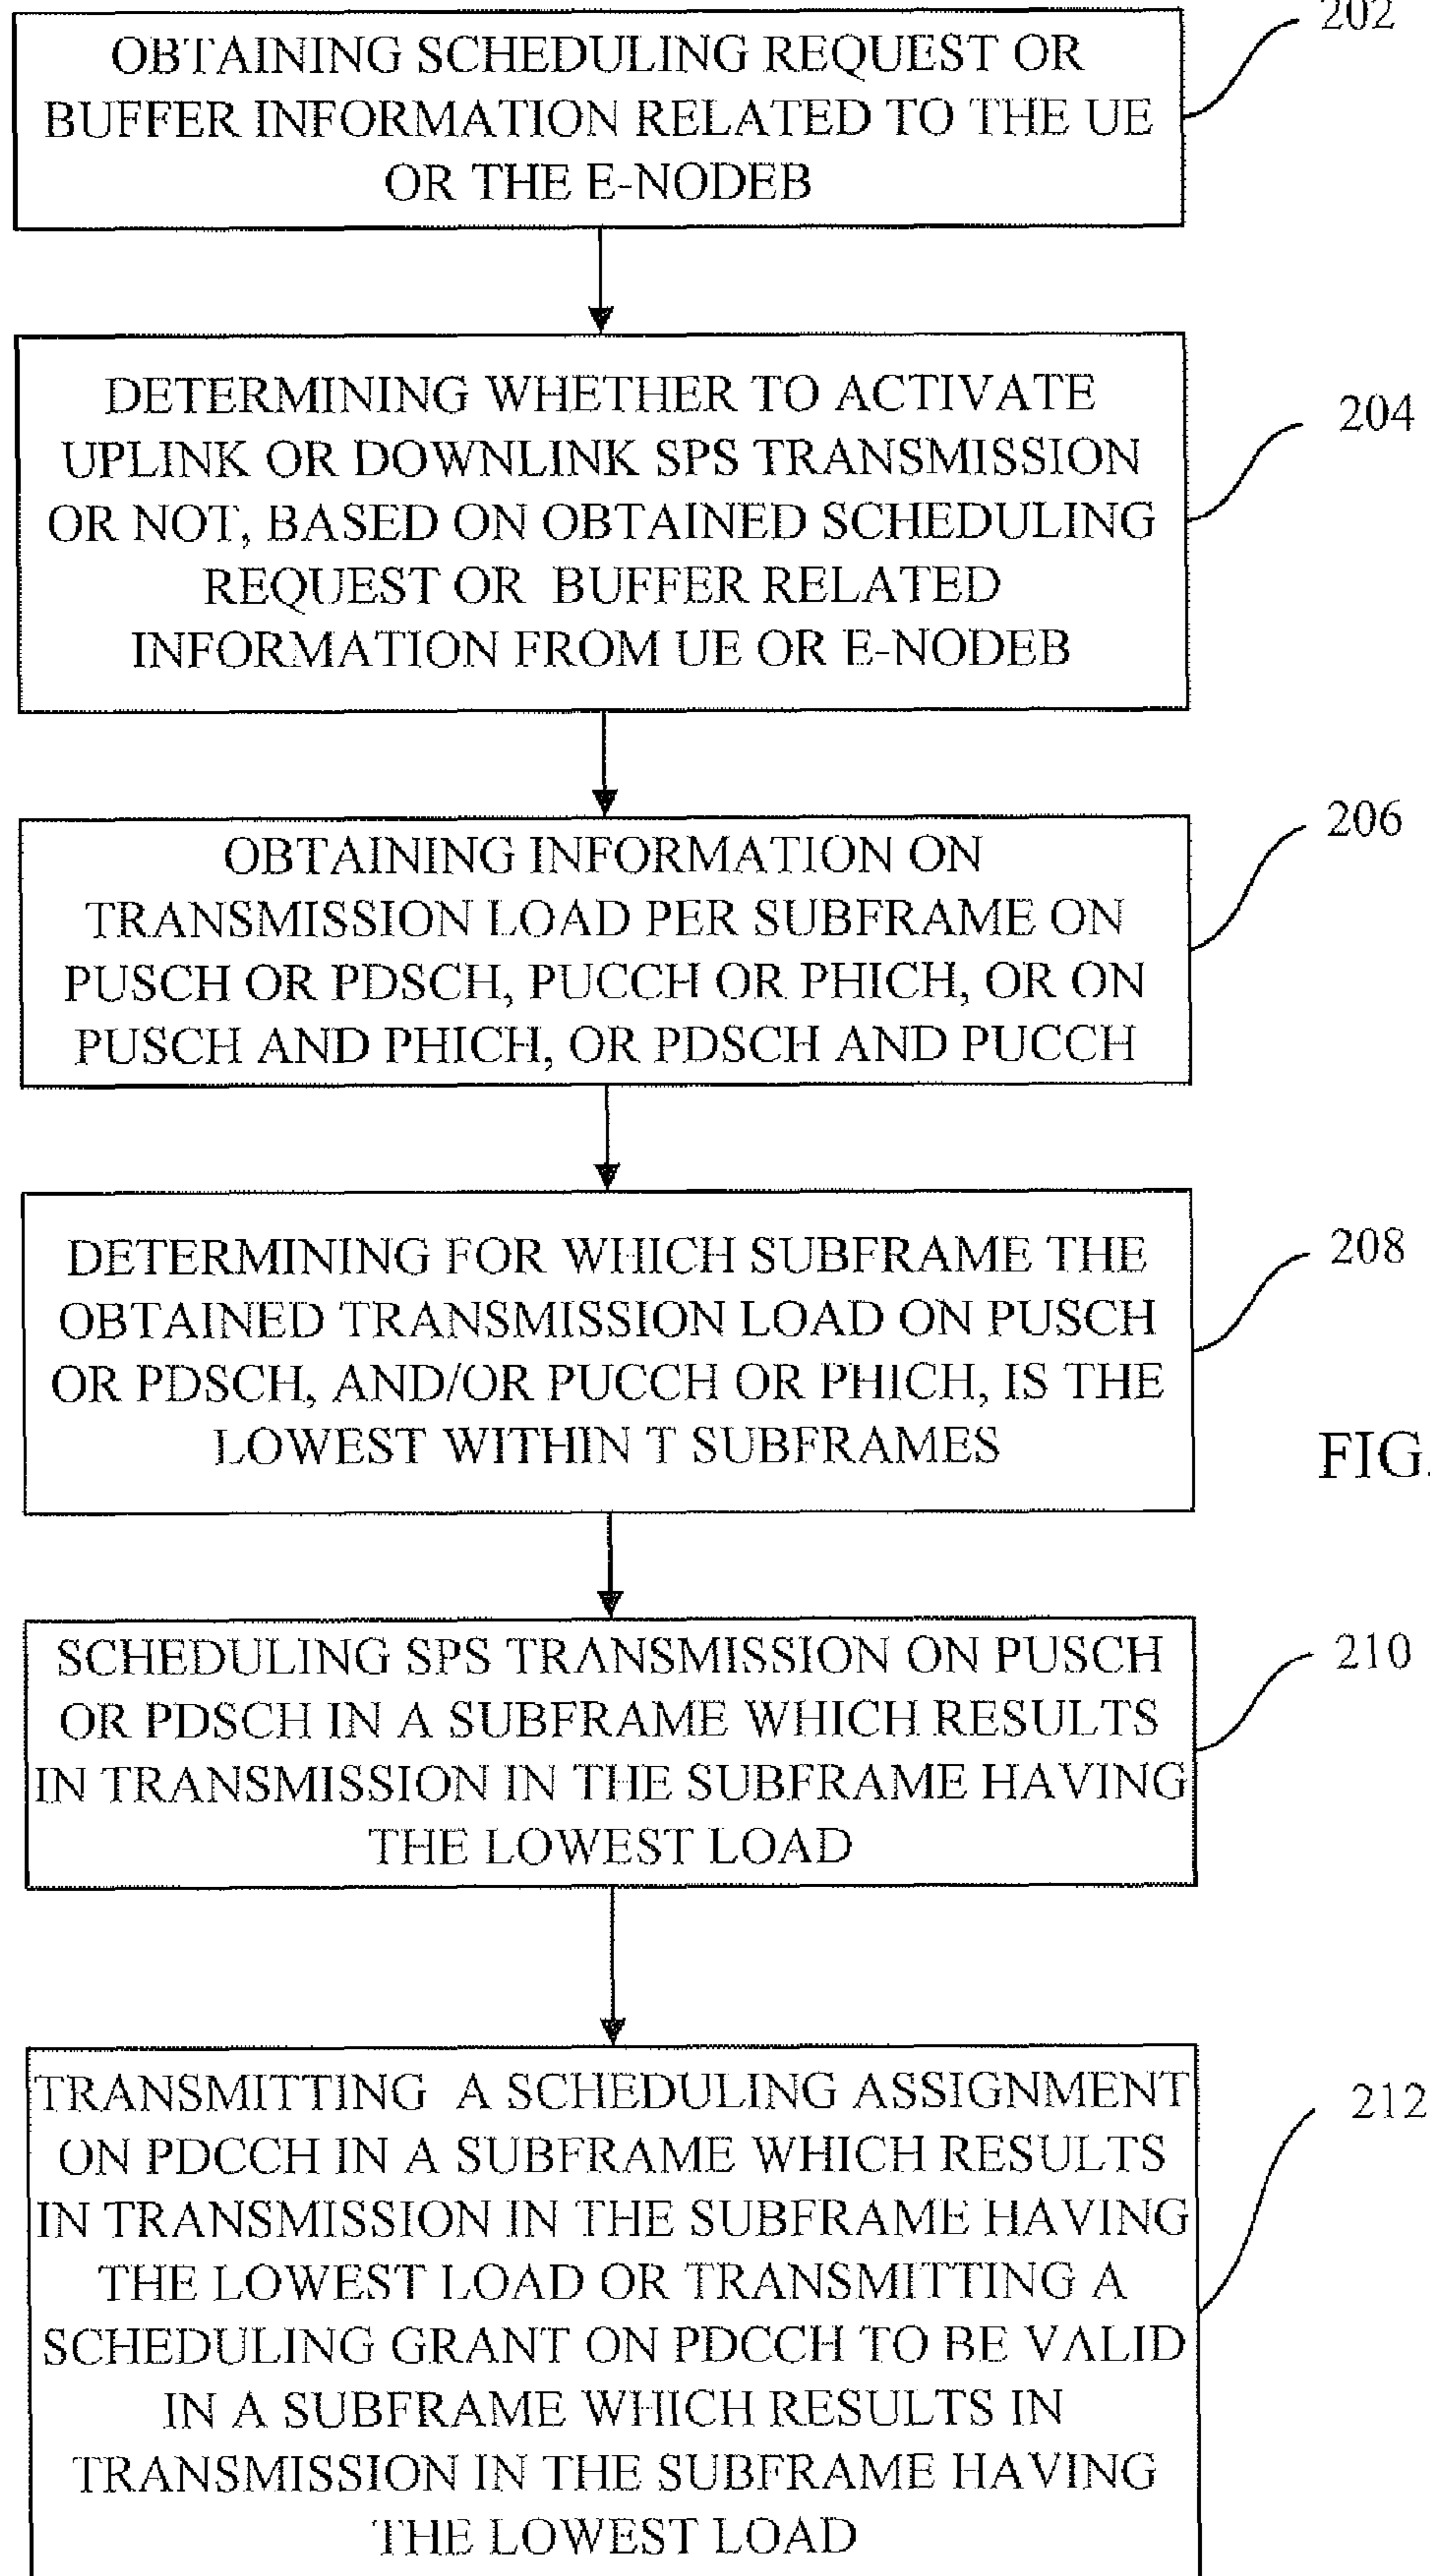 202
OBTAINING SCHEDULING REQUEST OR
BUFFER INFORMATION RELATED TO THE UE
OR THE E-NODEB
204
DETERMINING WHETHER TO ACTIVATE
UPLINK OR DOWNLINK SPS TRANSMISSION
OR NOT, BASED ON OBTAINED SCHEDULING
REQUEST OR BUFFER RELATED
INFORMATION FROM UE OR E-NODEB
206
OBTAINING INFORMATION ON
TRANSMISSION LOAD PER SUBFRAME ON
PUSCH OR PDSCH, PUCCH OR PHICH, OR ON
PUSCH AND PHICH, OR PDSCH AND PUCCH
208
DETERMINING FOR WHICH SUBFRAME THE
OBTAINED TRANSMISSION LOAD ON PUSCH
OR PDSCH, AND/OR PUCCH OR PHICH, IS THE
LOWEST WITHIN T SUBFRAMES
FIG.
210
SCHEDULING SPS TRANSMISSION ON PUSCH
OR PDSCH IN A SUBFRAME WHICH RESULTS
IN TRANSMISSION IN THE SUBFRAME HAVING
THE LOWEST LOAD
212
TRANSMITTING A SCHEDULING ASSIGNMENT
ON PDCCH IN A SUBFRAME WHICH RESULTS
IN TRANSMISSION IN THE SUBFRAME HAVING
THE LOWEST LOAD OR TRANSMITTING A
SCHEDULING GRANT ON PDCCH TO BE VALID
IN A SUBFRAME WHICH RESULTS IN
TRANSMISSION IN THE SUBFRAME HAVING
THE LOWEST LOAD